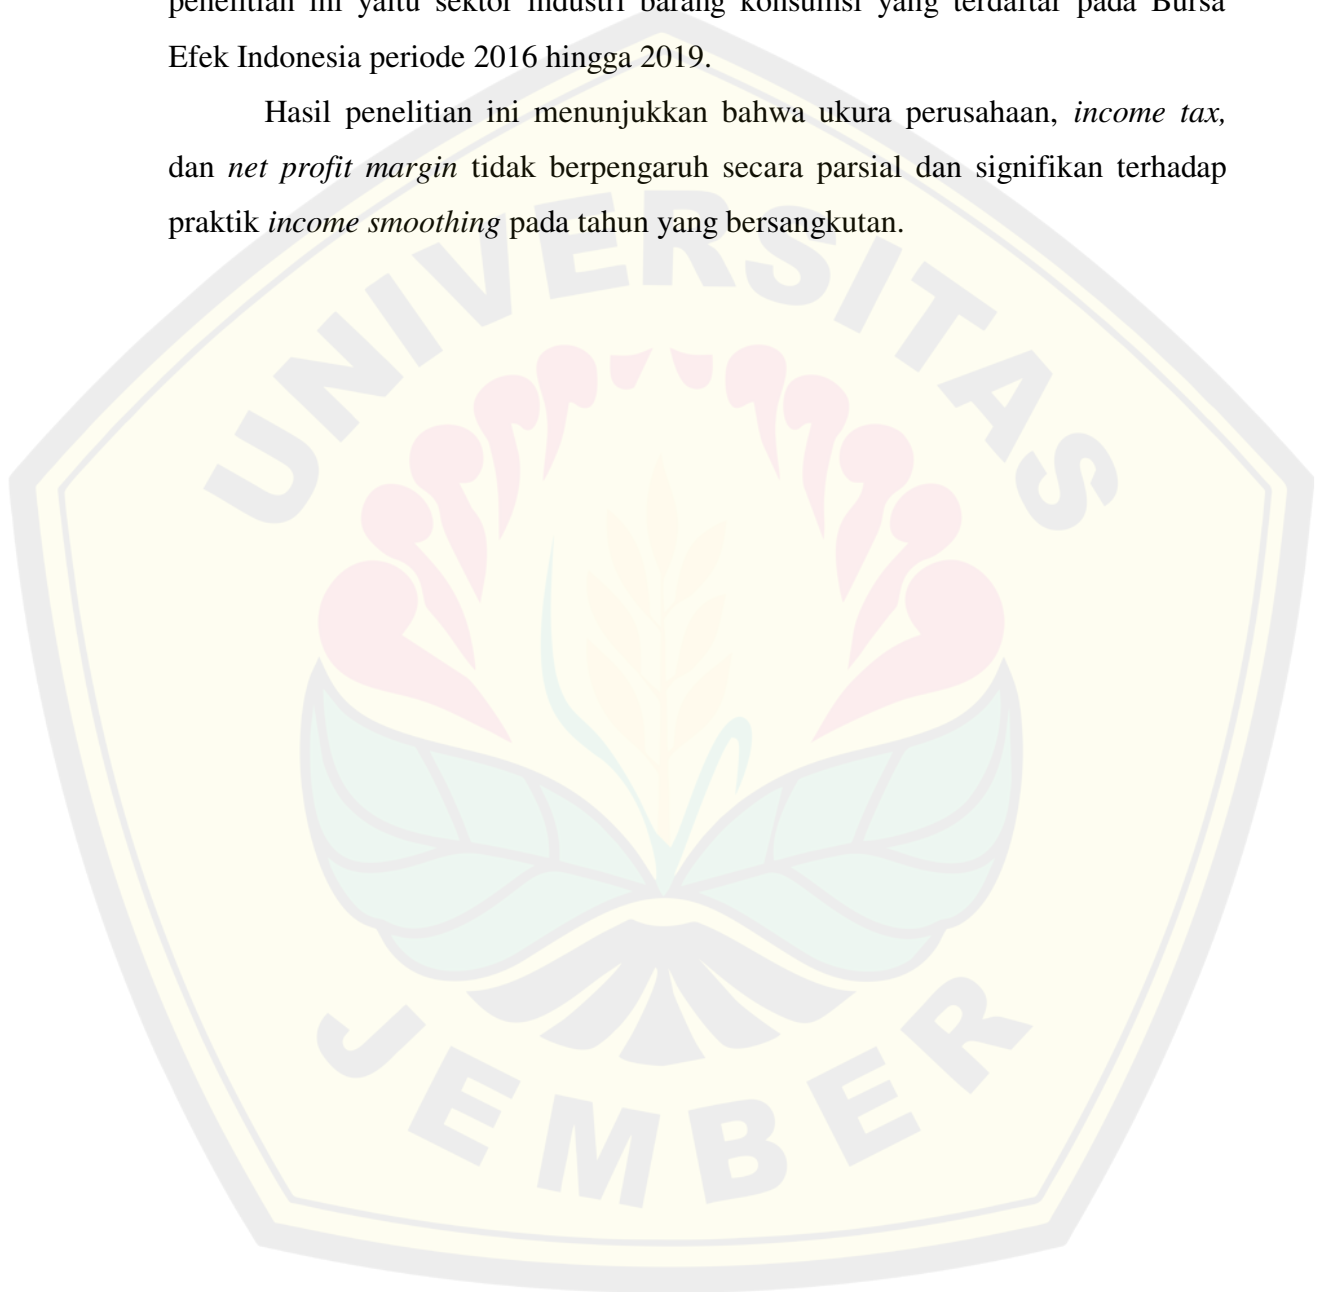 penelitian ini yaitu sektor industri barang konsumsi yang terdaftar pada Bursa
Efek Indonesia periode 2016 hingga 2019.
Hasil penelitian ini menunjukkan bahwa ukura perusahaan, income tax,
dan net profit margin tidak berpengaruh secara parsial dan signifikan terhadap
praktik income smoothing pada tahun yang bersangkutan.
UNIVERSITAS
JEMBER